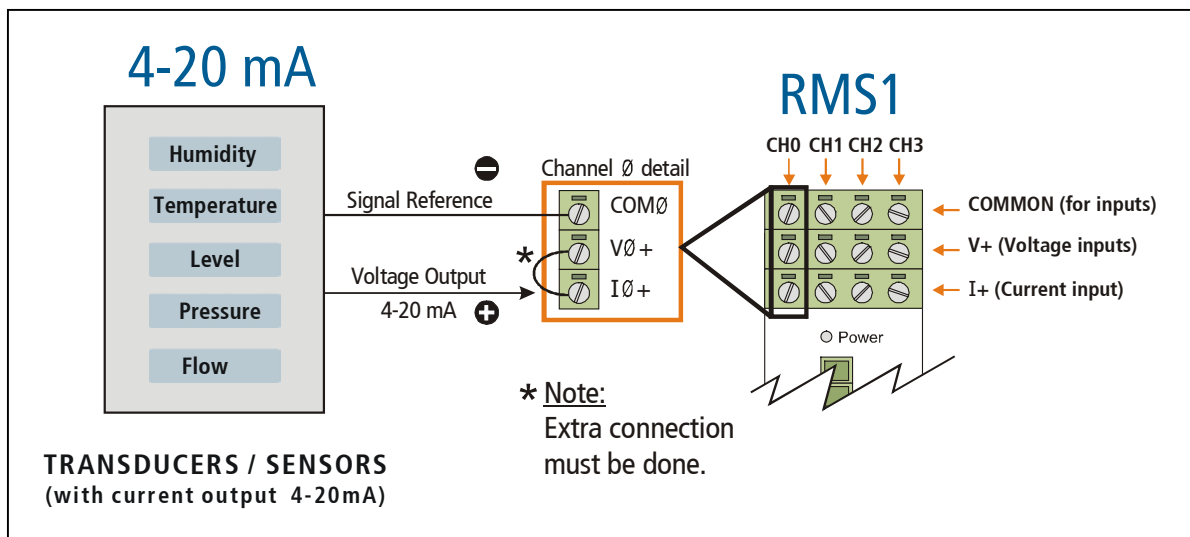 4-20 mA
RMS1
CH0 CH1 CH2 CH3
Humidity
Temperature
Level
Pressure
Flow
Signal Reference
Voltage Output
4-20 mA
Channel Ø detail
COMØ
VØ+
IØ+
*
COMMON (for inputs)
V+ (Voltage inputs)
I+ (Current input)
Power
* Note:
Extra connection
must be done.
TRANSDUCERS / SENSORS
(with current output 4-20mA)